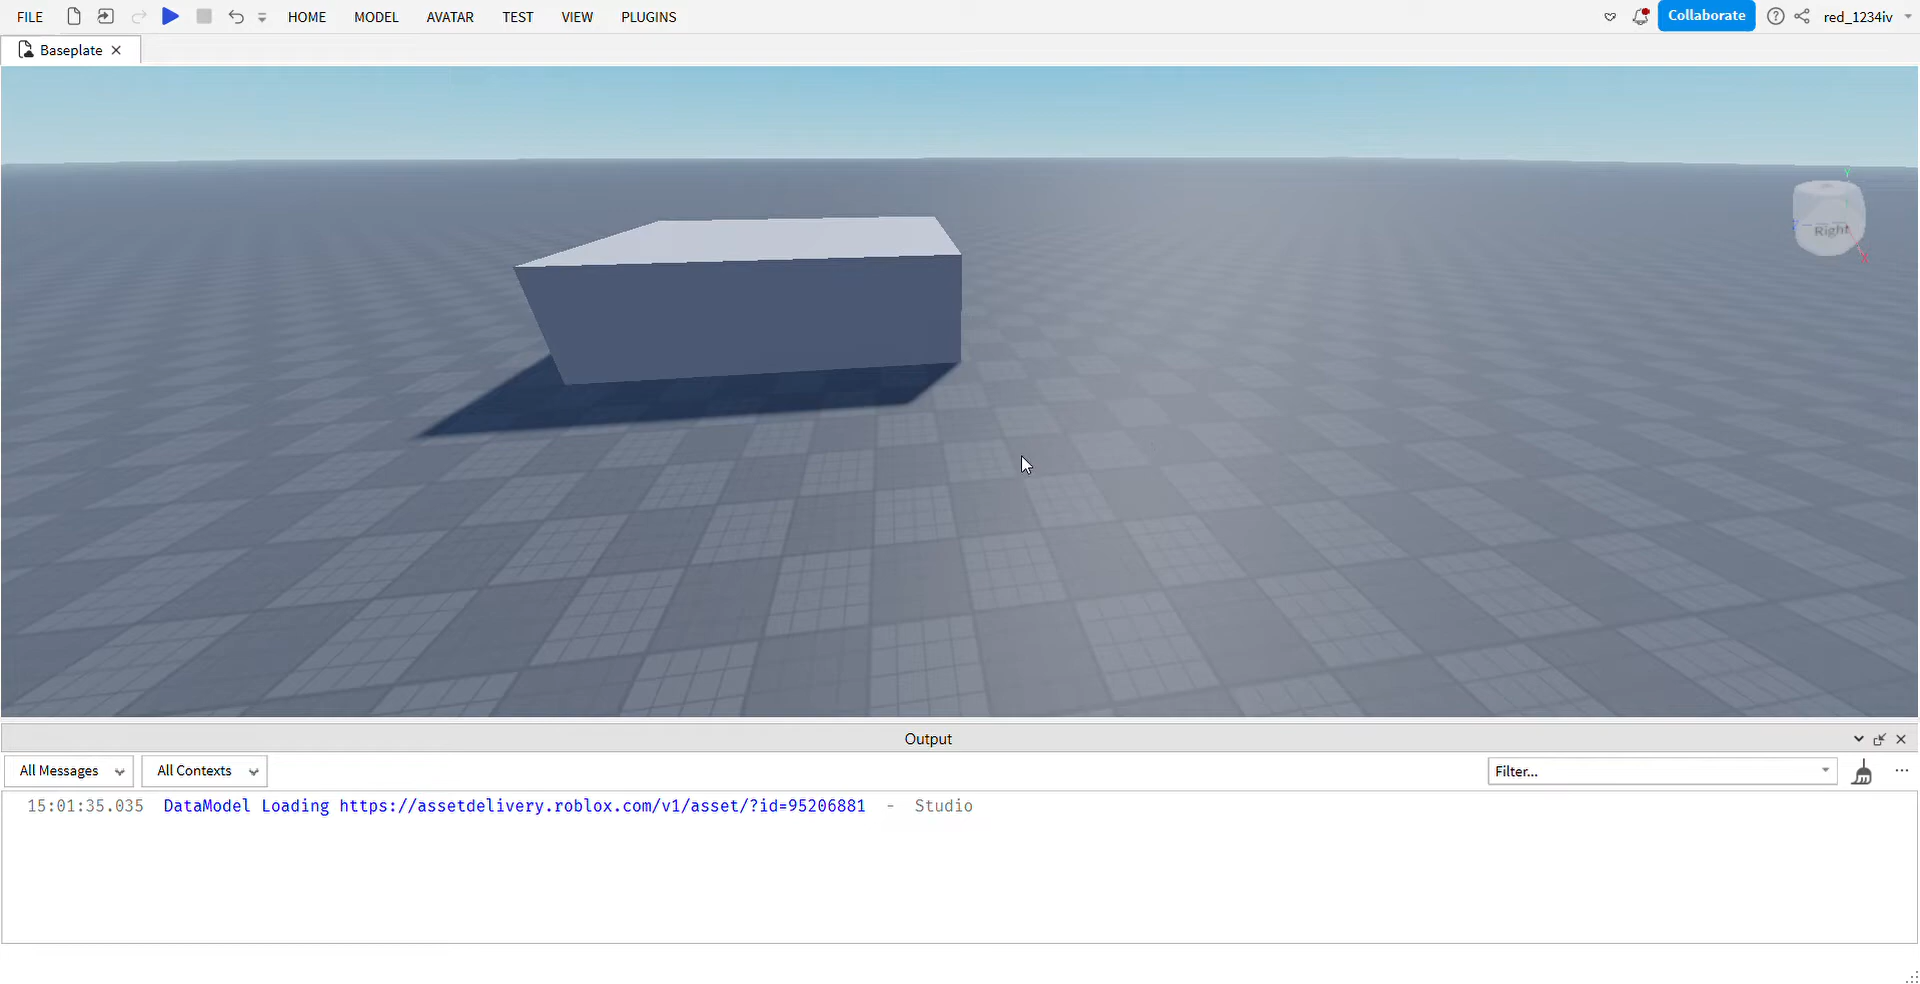 FILE HOME MODEL AVATAR TEST VIEW PLUGINS Collaborate red_1234iv
Baseplate
Y
Right
Z
X
Output
All Messages All Contexts Filter...
15:01:35.035 DataModel Loading https://assetdelivery.roblox.com/v1/asset/?id=95206881 - Studio